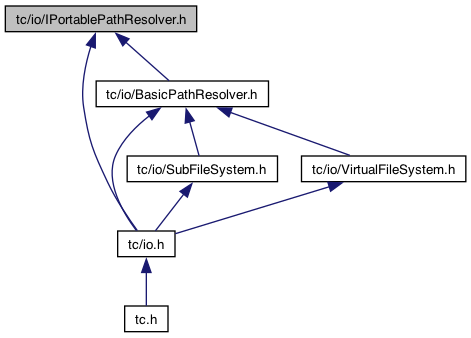 tc/io/IPortablePathResolver.h
tc/io/BasicPathResolver.h
tc/io/SubFileSystem.h
tc/io/VirtualFileSystem.h
tc/io.h
tc.h